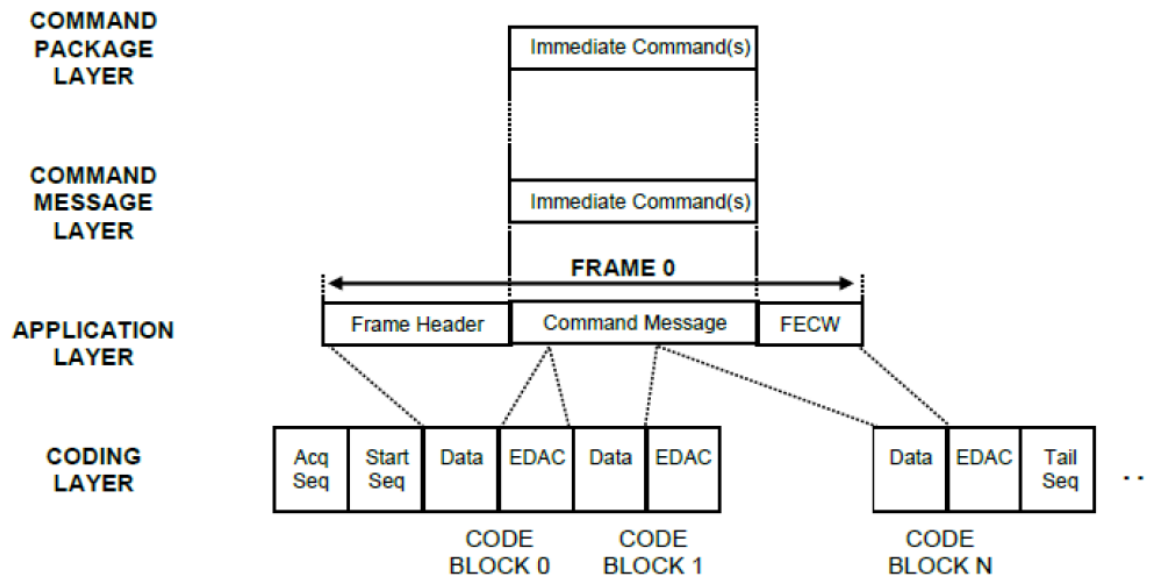 COMMAND
PACKAGE
LAYER
Immediate Command(s)
COMMAND
MESSAGE
LAYER
Immediate Command(s)
FRAME 0
APPLICATION
LAYER
Frame Header
Command Message
FECW
CODING
LAYER
Acq
Seq
Start
Seq
Data
EDAC
Data
EDAC
Data
EDAC
Tail
Seq
. .
CODE
BLOCK 0
CODE
BLOCK 1
CODE
BLOCK N